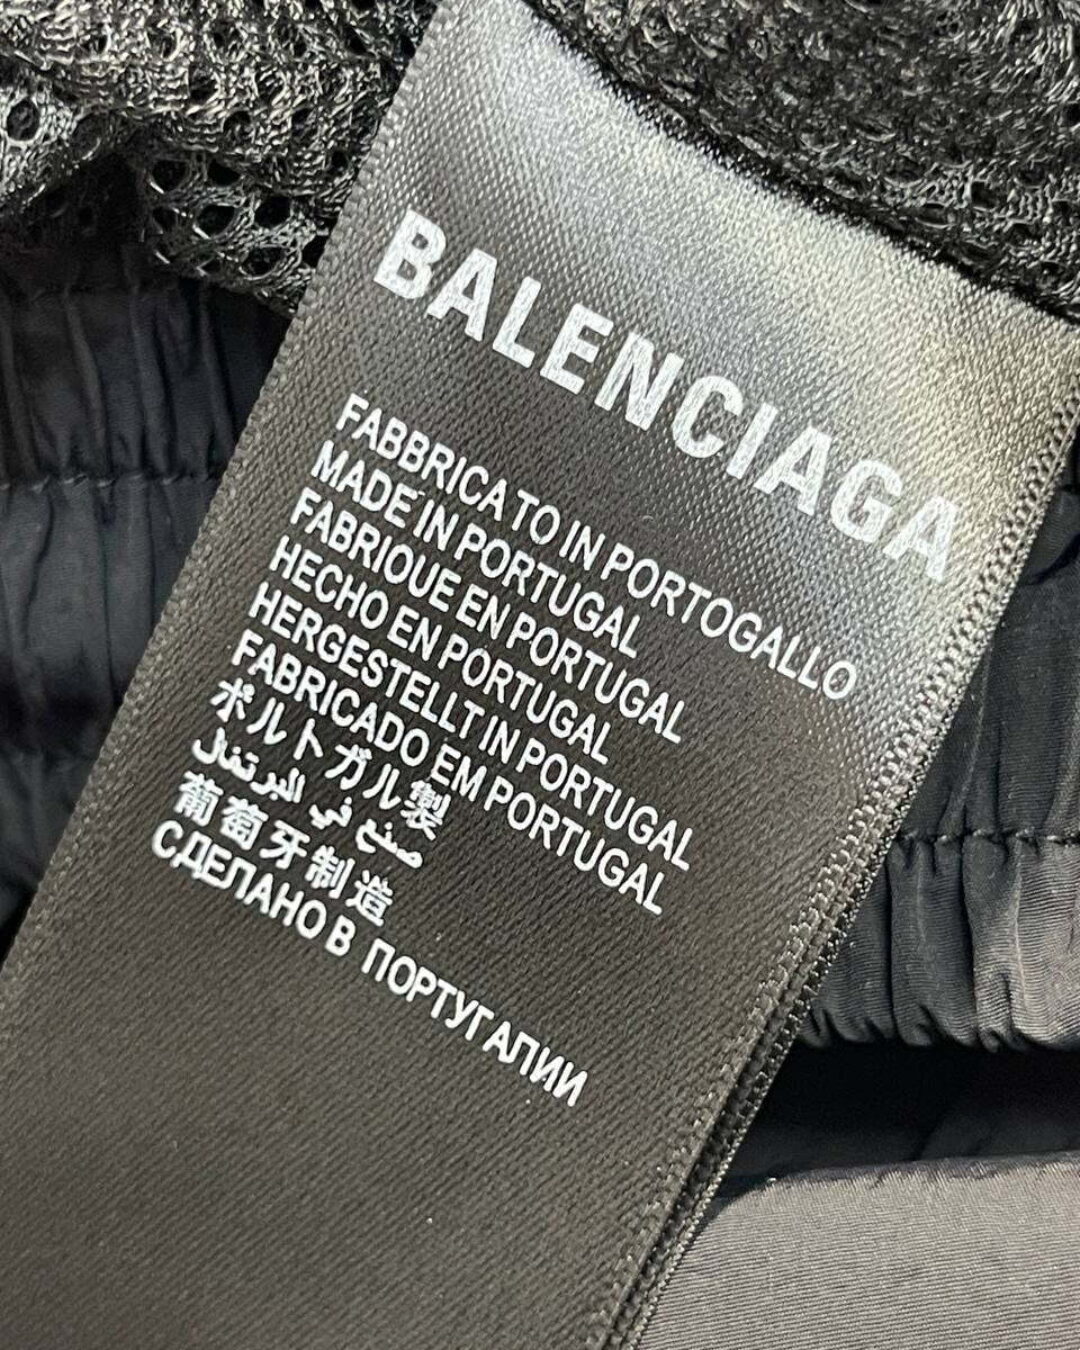 BALENCIAGA
FABBRICATO IN PORTOGALLO
MADE IN PORTUGAL
FABRIQUE EN PORTUGAL
HECHO EN PORTUGAL
HERGESTELLT IN PORTUGAL
FABRICADO EM PORTUGAL
ポルトガル製
صنع في البرتغال
葡萄牙制造
СДЕЛАНО В ПОРТУГАЛИИ